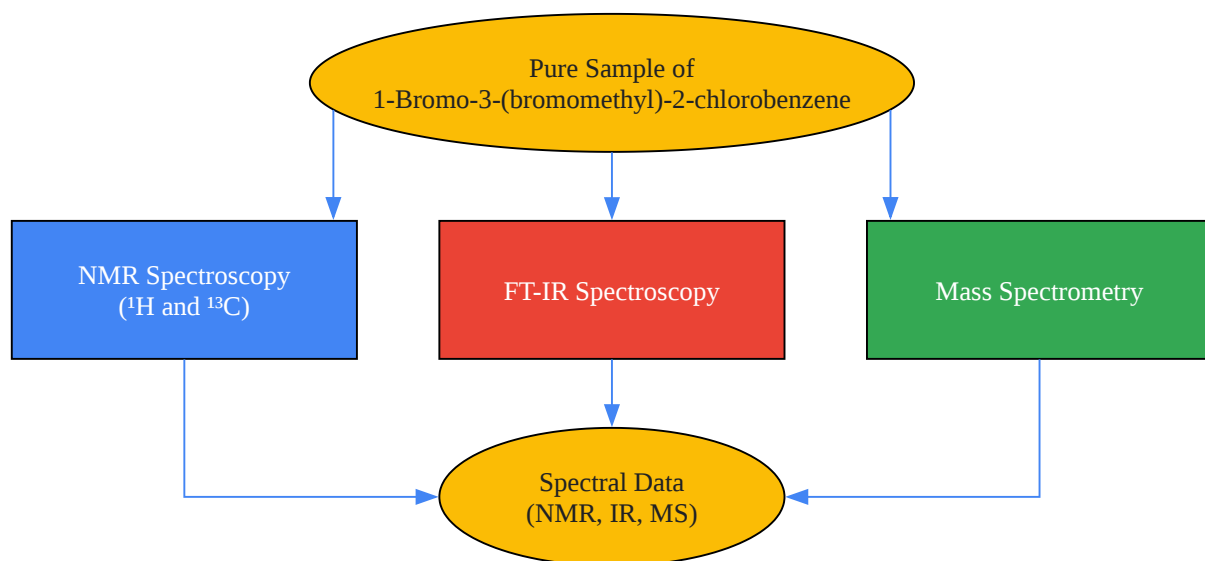 Pure Sample of
1-Bromo-3-(bromomethyl)-2-chlorobenzene
NMR Spectroscopy
(¹H and ¹³C)
FT-IR Spectroscopy
Mass Spectrometry
Spectral Data
(NMR, IR, MS)